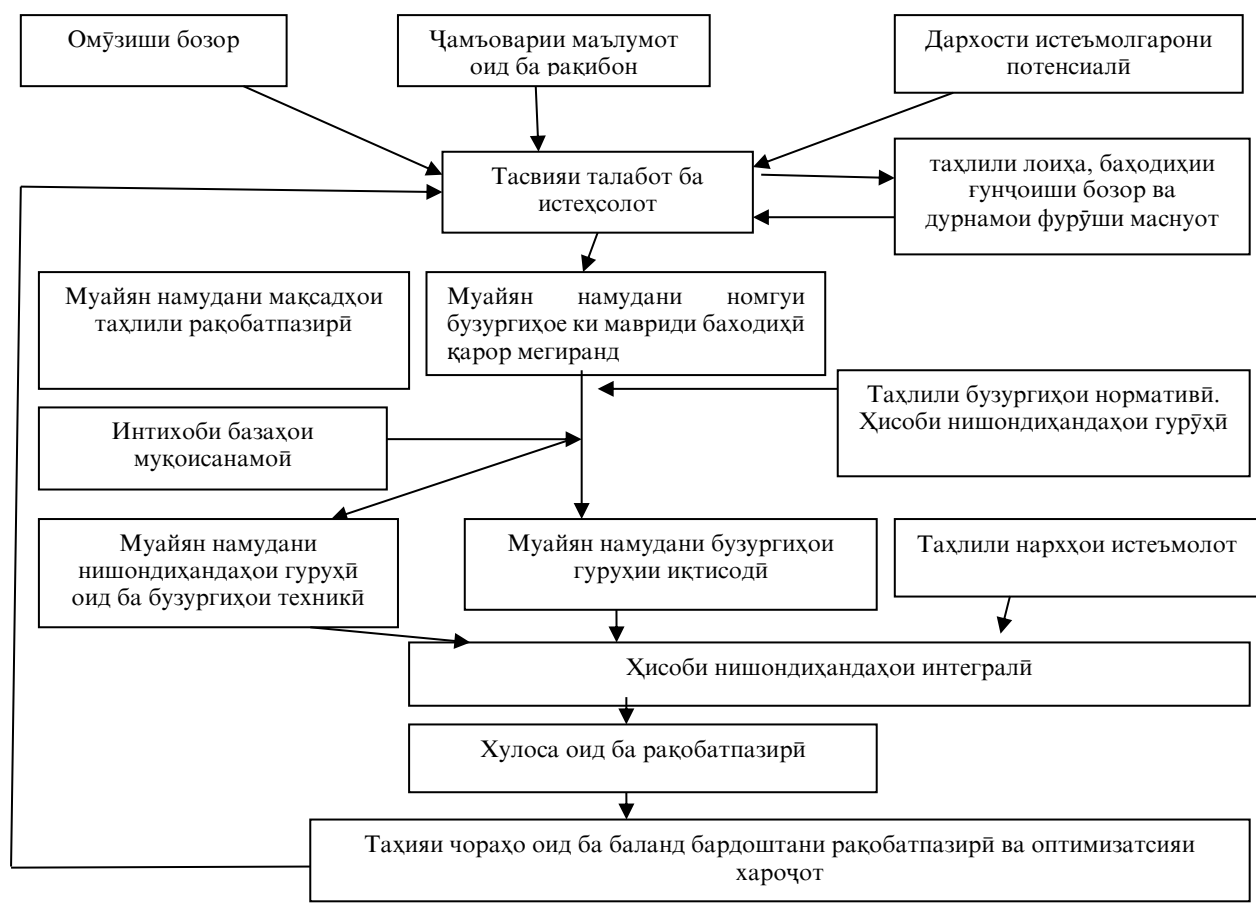 Омӯзиши бозор
Ҷамъоварии маълумот
оид ба рақибон
Дархости истеъмолгарони
потенсиалӣ
Тасвияи талабот ба
истеҳсолот
таҳлили лоиҳа, баҳодиҳии
ғунҷоиши бозор ва
дурнамои фурӯши маснуот
Муайян намудани мақсадҳои
таҳлили рақобатпазирӣ
Муайян намудани номгуи
бузургиҳое ки мавриди баходиҳӣ
қарор мегиранд
Таҳлили бузургиҳои нормативӣ.
Ҳисоби нишондиҳандаҳои гурӯҳӣ
Интихоби базаҳои
муқоисанамоӣ
Муайян намудани
нишондиҳандаҳои гуруҳӣ
оид ба бузургиҳои техникӣ
Муайян намудани бузургиҳои
гуруҳии иқтисодӣ
Таҳлили нархҳои истеъмолот
Ҳисоби нишондиҳандаҳои интегралӣ
Хулоса оид ба рақобатпазирӣ
Таҳияи чораҳо оид ба баланд бардоштани рақобатпазирӣ ва оптимизатсияи
хароҷот